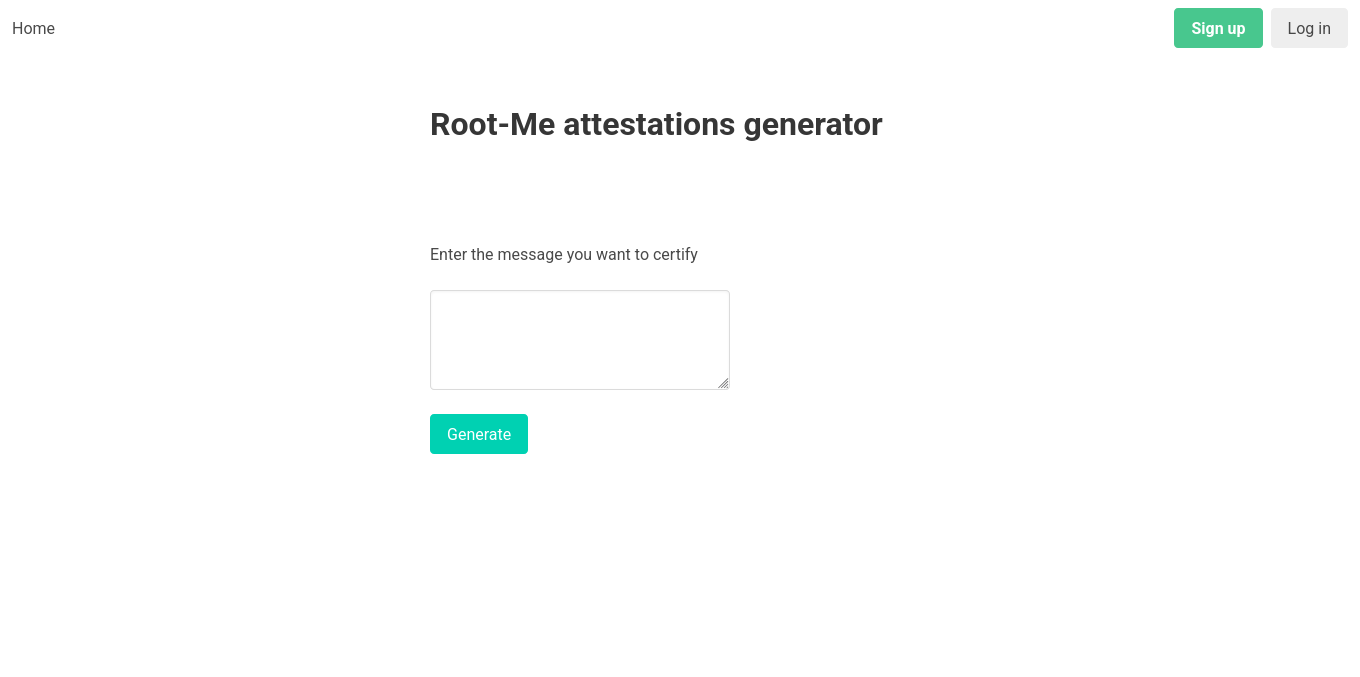 Home
Sign up
Log in
Root-Me attestations generator
Enter the message you want to certify
Generate